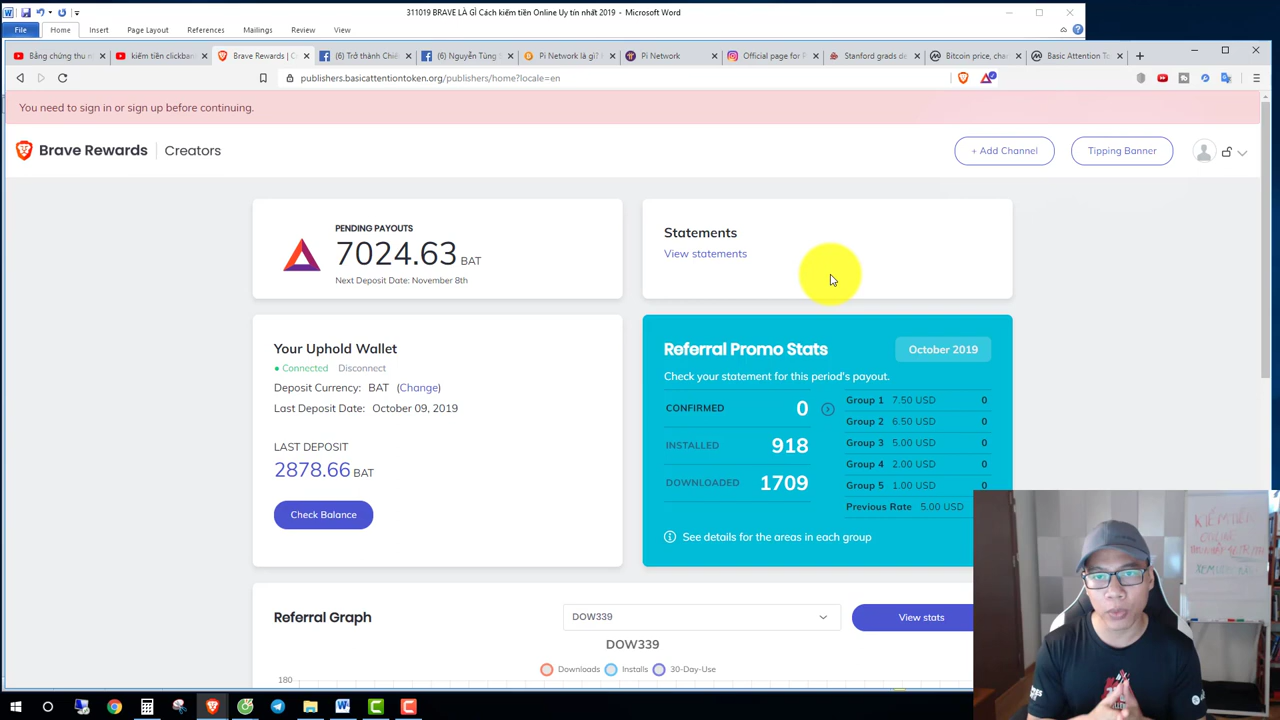 311019 BRAVE LÀ GÌ Cách kiếm tiền Online Uy tín nhất 2019 - Microsoft Word
File Home Insert Page Layout References Mailings Review View
Bằng chứng thu n kiếm tiền clickban Brave Rewards | C (6) Trở thành Chiế (6) Nguyễn Tùng Pi Network là gì? Pi Network Official page for P Stanford grads de Bitcoin price, cha Basic Attention To
publishers.basicattentiontoken.org/publishers/home?locale=en
You need to sign in or sign up before continuing.
Brave Rewards | Creators
+ Add Channel
Tipping Banner
PENDING PAYOUTS
7024.63 BAT
Next Deposit Date: November 8th
Statements
View statements
Your Uphold Wallet
Connected Disconnect
Deposit Currency: BAT (Change)
Last Deposit Date: October 09, 2019
LAST DEPOSIT
2878.66 BAT
Check Balance
Referral Promo Stats October 2019
Check your statement for this period's payout.
CONFIRMED 0
INSTALLED 918
DOWNLOADED 1709
Group 1 7.50 USD 0
Group 2 6.50 USD 0
Group 3 5.00 USD 0
Group 4 2.00 USD 0
Group 5 1.00 USD 0
Previous Rate 5.00 USD
See details for the areas in each group
Referral Graph
DOW339
View stats
DOW339
Downloads Installs 30-Day-Use
180
KIẾM TIỀN
ONLINE